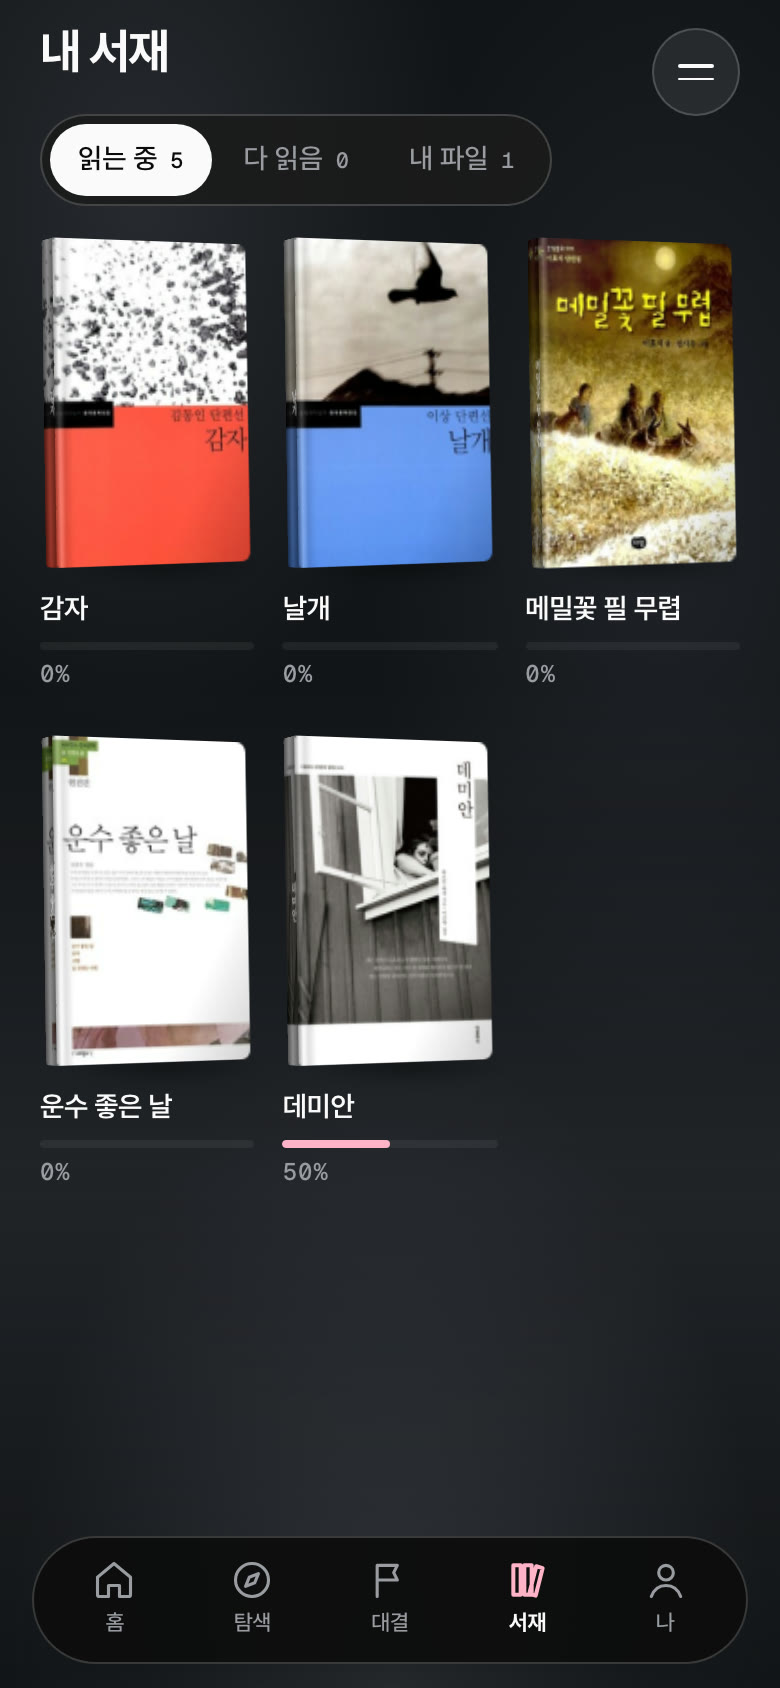 내 서재
읽는 중 5
다 읽음 0
내 파일 1
김동인 단편선
감자
이상 단편선
날개
메밀꽃 필 무렵
운수 좋은 날
데미안
감자
날개
메밀꽃 필 무렵
0%
0%
0%
운수 좋은 날
데미안
0%
50%
홈
탐색
대결
서재
나